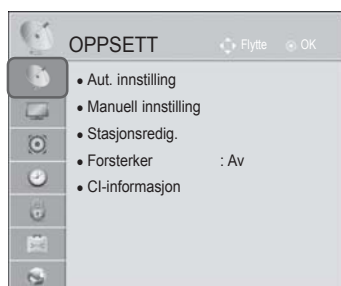 OPPSETT
Flytte OK
• Aut. innstilling
• Manuell innstilling
• Stasjonsredig.
• Forsterker : Av
• CI-informasjon